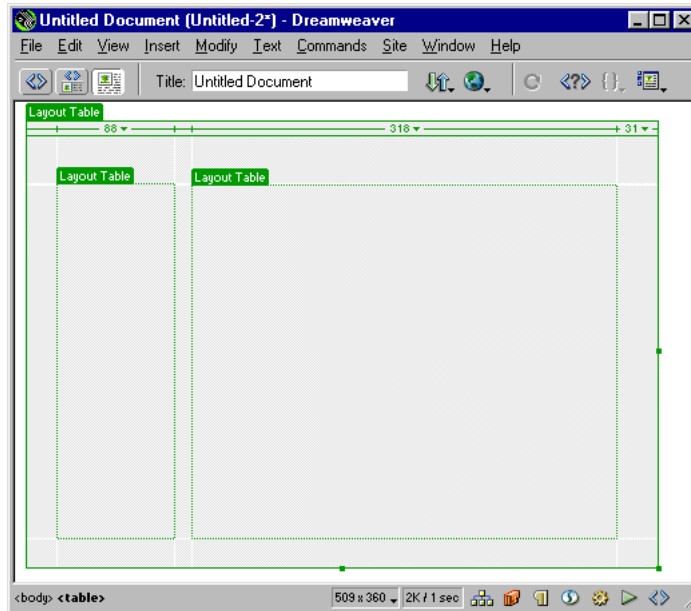 Untitled Document (Untitled-2*) - Dreamweaver
File Edit View Insert Modify Text Commands Site Window Help
Title: Untitled Document
Layout Table
88 318 31
Layout Table Layout Table
<body> <table> 509 x 360 2K / 1 sec